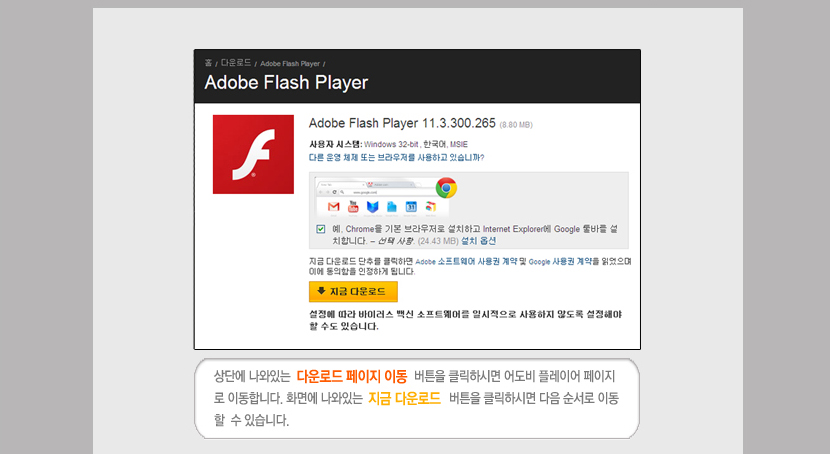 홈 / 다운로드 / Adobe Flash Player /
Adobe Flash Player
Adobe Flash Player 11.3.300.265 (8.80 MB)
사용자 시스템: Windows 32-bit , 한국어, MSIE
다른 운영 체제 또는 브라우저를 사용하고 있습니까?
예, Chrome을 기본 브라우저로 설치하고 Internet Explorer에 Google 툴바를 설
치합니다. – 선택 사항. (24.43 MB) 설치 옵션
지금 다운로드 단추를 클릭하면 Adobe 소프트웨어 사용권 계약 및 Google 사용권 계약을 읽었으며
이에 동의함을 인정하게 됩니다.
지금 다운로드
설정에 따라 바이러스 백신 소프트웨어를 일시적으로 사용하지 않도록 설정해야
할 수도 있습니다.
상단에 나와있는 다운로드 페이지 이동 버튼을 클릭하시면 어도비 플레이어 페이지
로 이동합니다. 화면에 나와있는 지금 다운로드 버튼을 클릭하시면 다음 순서로 이동
할 수 있습니다.